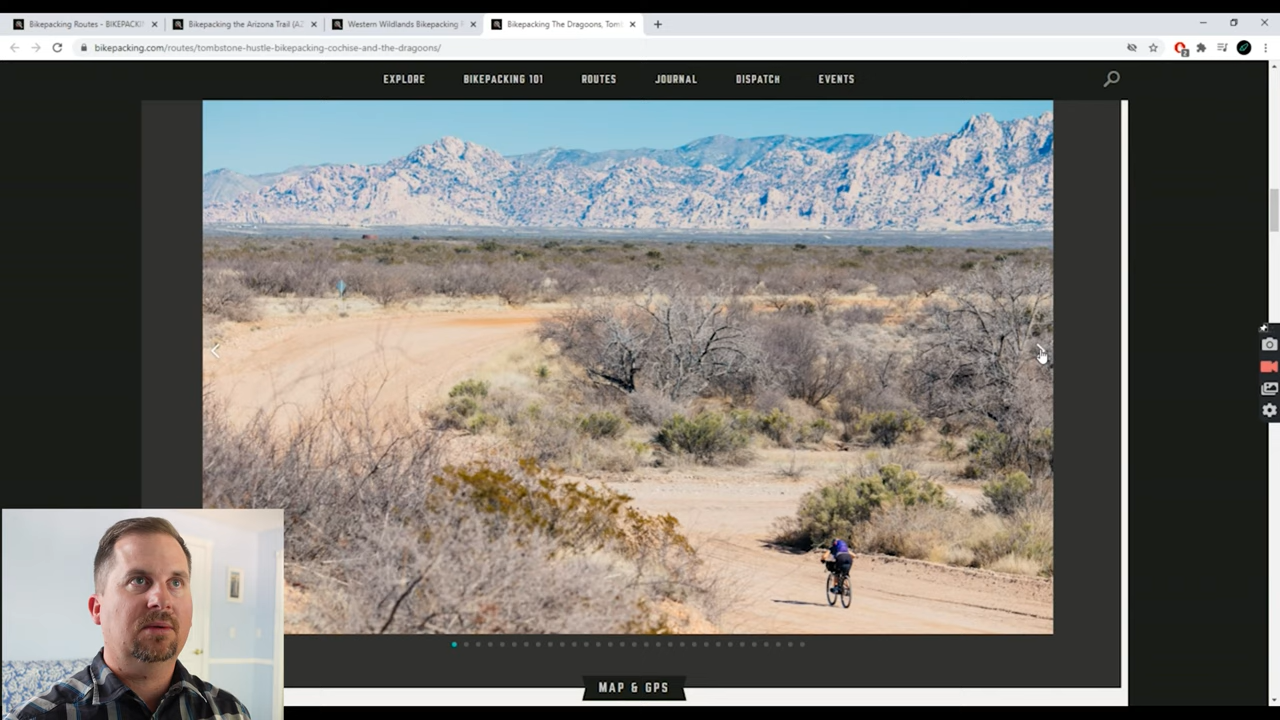 Bikepacking Routes - BIKEPACKI
Bikepacking the Arizona Trail (AZ
Western Wildlands Bikepacking R
Bikepacking The Dragoons, Tomb
bikepacking.com/routes/tombstone-hustle-bikepacking-cochise-and-the-dragoons/
EXPLORE
BIKEPACKING 101
ROUTES
JOURNAL
DISPATCH
EVENTS
MAP & GPS